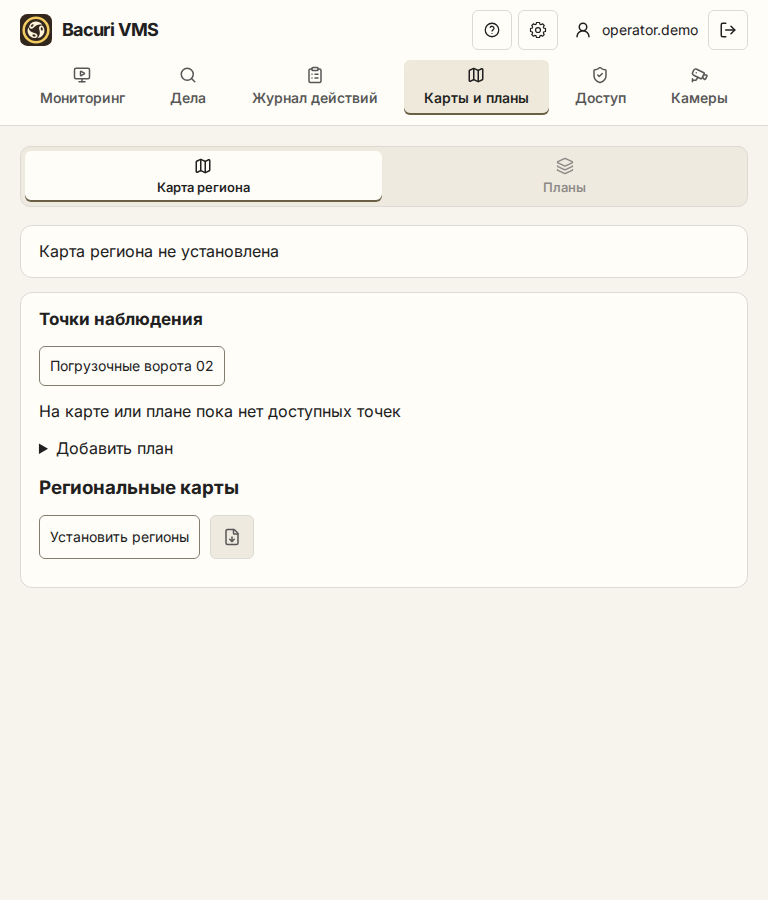 Bacuri VMS
operator.demo
Мониторинг
Дела
Журнал действий
Карты и планы
Доступ
Камеры
Карта региона
Планы
Карта региона не установлена
Точки наблюдения
Погрузочные ворота 02
На карте или плане пока нет доступных точек
Добавить план
Региональные карты
Установить регионы